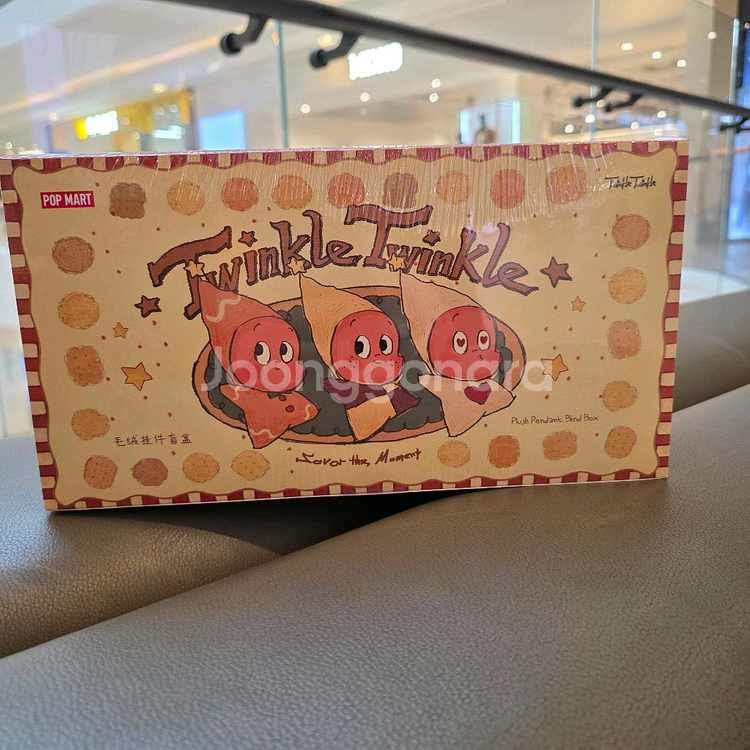 POP MART
Twinkle Twinkle
Twinkle Twinkle
Joonggonara
毛绒挂件盲盒
Plush Pendant Blind Box
Savor the Moment